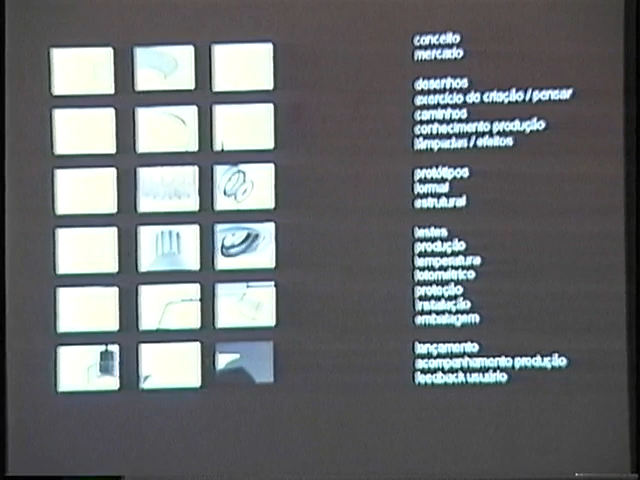 conceito
mercado
desenhos
exercício de criação / pensar
caminhos
conhecimento produção
lâmpadas / efeitos
protótipos
formal
estrutural
testes
produção
temperatura
fotométrico
proteção
instalação
embalagem
lançamento
acompanhamento produção
feedback usuário